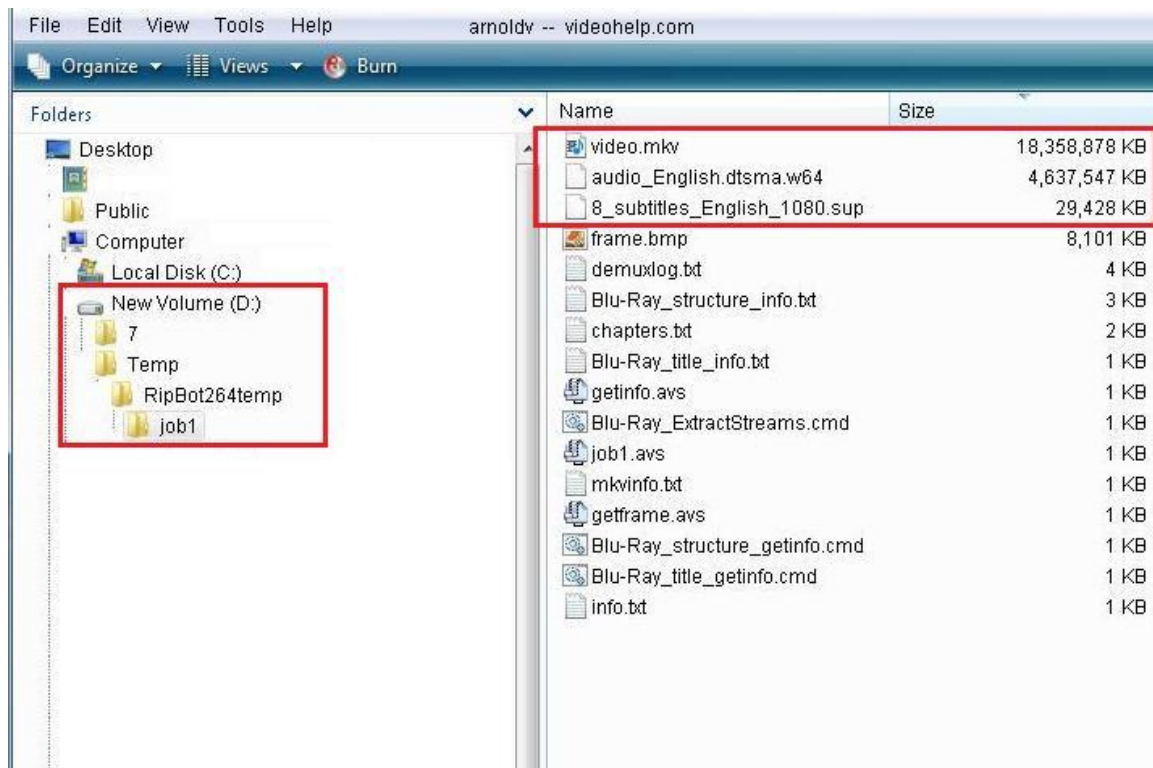 File Edit View Tools Help arnoldv -- videohelp.com
Organize Views Burn
Folders
Desktop
Public
Computer
Local Disk (C:)
New Volume (D:)
7
Temp
RipBot264temp
job1
Name Size
video.mkv 18,358,878 KB
audio_English.dtsma.w64 4,637,547 KB
8_subtitles_English_1080.sup 29,428 KB
frame.bmp 8,101 KB
demuxlog.txt 4 KB
Blu-Ray_structure_info.txt 3 KB
chapters.txt 2 KB
Blu-Ray_title_info.txt 1 KB
getinfo.avs 1 KB
Blu-Ray_ExtractStreams.cmd 1 KB
job1.avs 1 KB
mkvinfo.txt 1 KB
getframe.avs 1 KB
Blu-Ray_structure_getinfo.cmd 1 KB
Blu-Ray_title_getinfo.cmd 1 KB
info.txt 1 KB